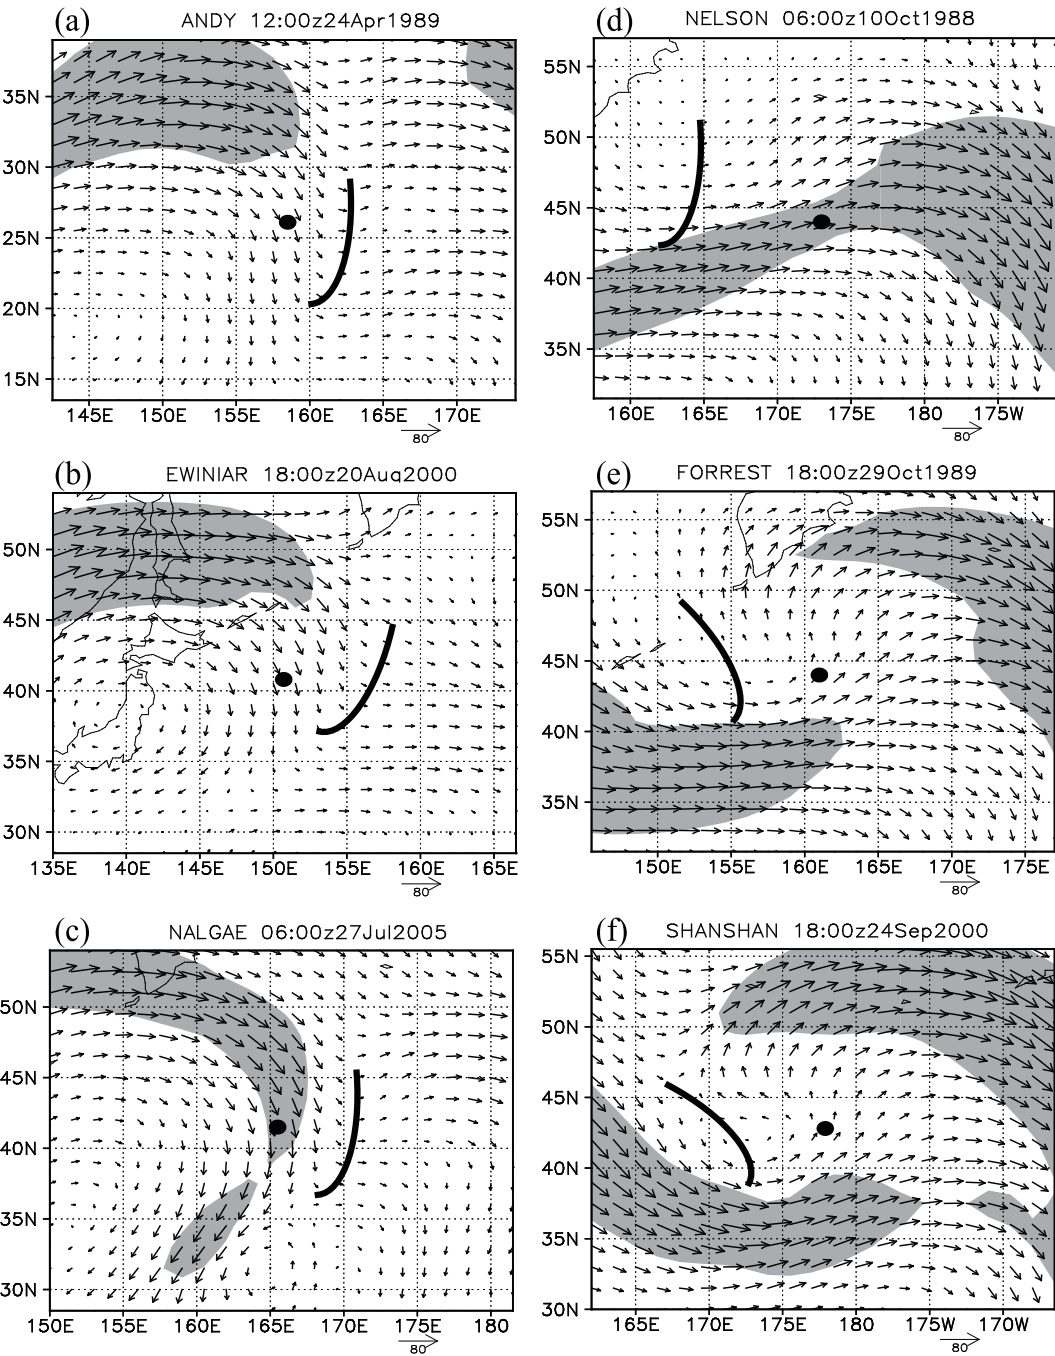 (a) ANDY 12:00z24Apr1989
35N
30N
25N
20N
15N
145E 150E 155E 160E 165E 170E
80
(b) EWINIAR 18:00z20Aug2000
50N
45N
40N
35N
30N
135E 140E 145E 150E 155E 160E 165E
80
(c) NALGAE 06:00z27Jul2005
50N
45N
40N
35N
30N
150E 155E 160E 165E 170E 175E 180
80
(d) NELSON 06:00z10Oct1988
55N
50N
45N
40N
35N
160E 165E 170E 175E 180 175W
80
(e) FORREST 18:00z29Oct1989
55N
50N
45N
40N
35N
150E 155E 160E 165E 170E 175E
80
(f) SHANSHAN 18:00z24Sep2000
55N
50N
45N
40N
35N
30N
165E 170E 175E 180 175W 170W
80